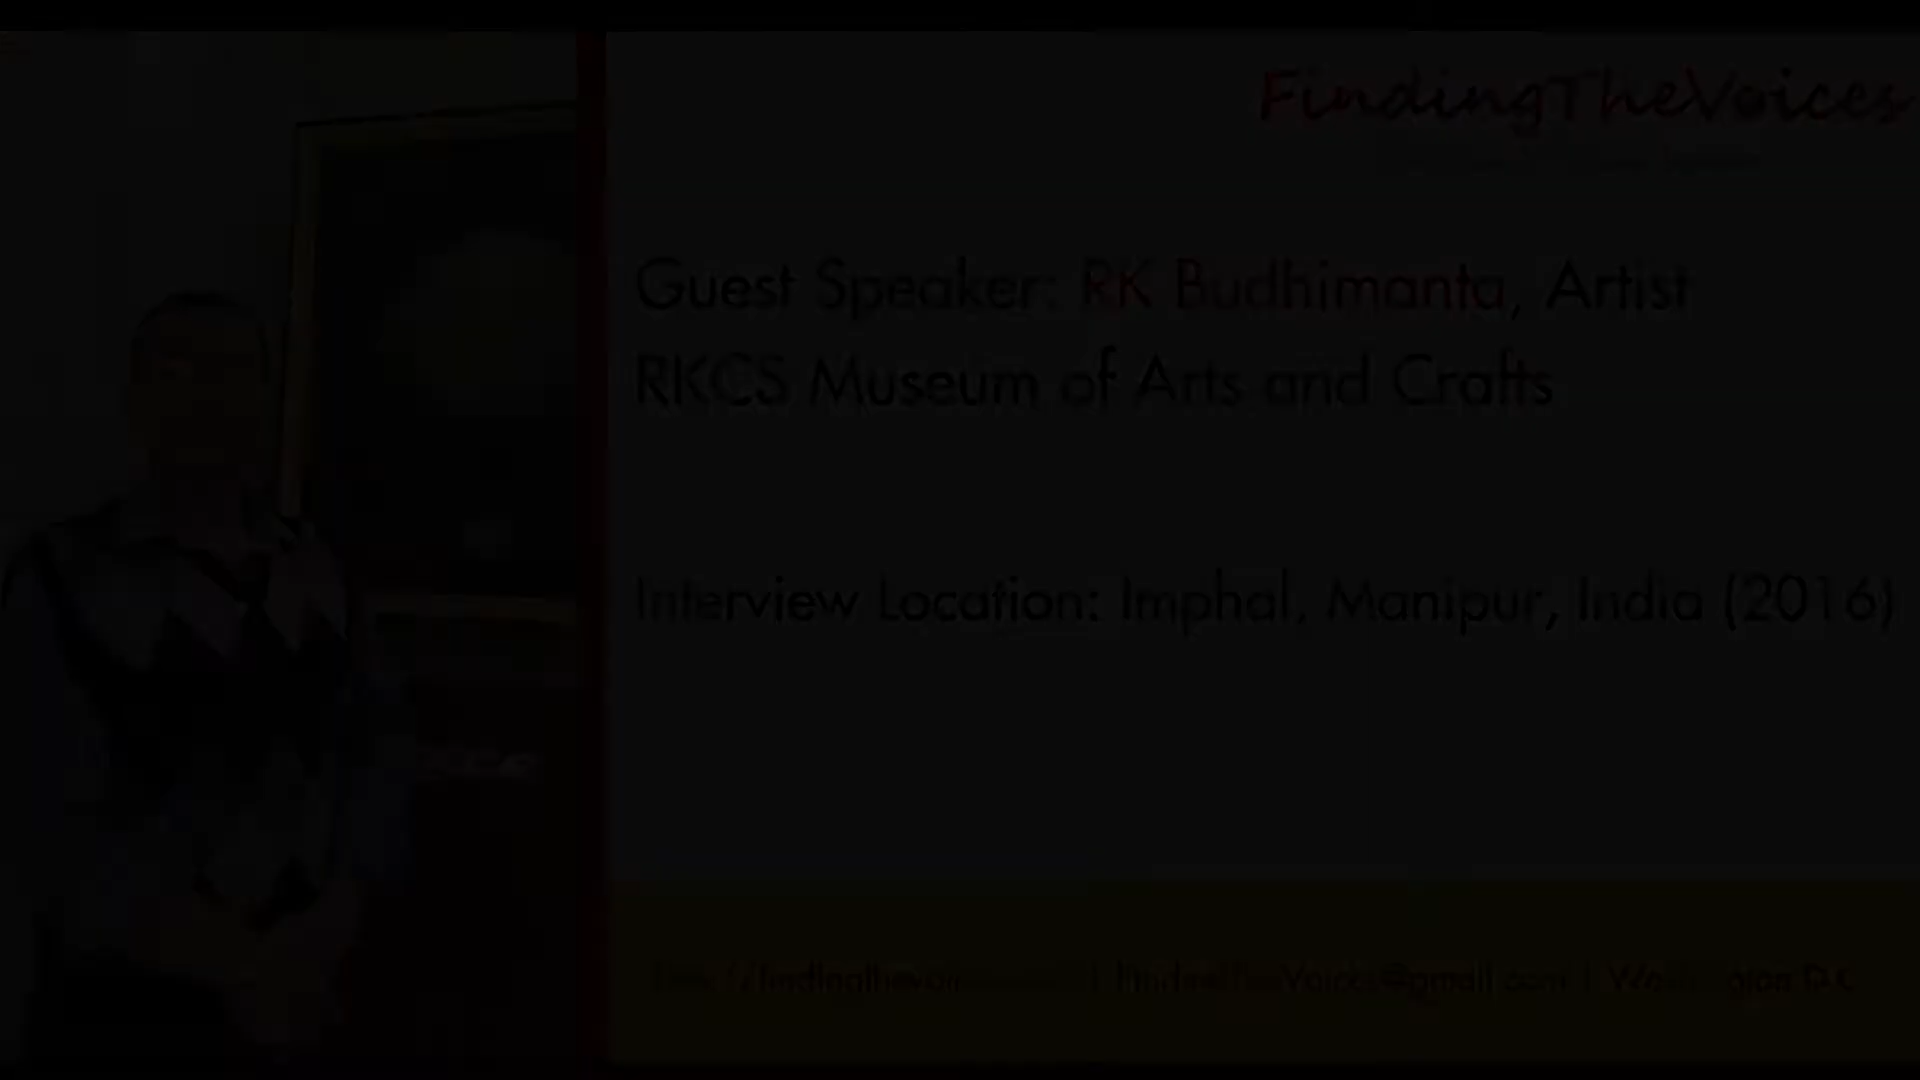 FindingTheVoices
Guest Speaker: RK Budhimanta, Artist
RKCS Museum of Arts and Crafts
Interview Location: Imphal, Manipur, India (2016)